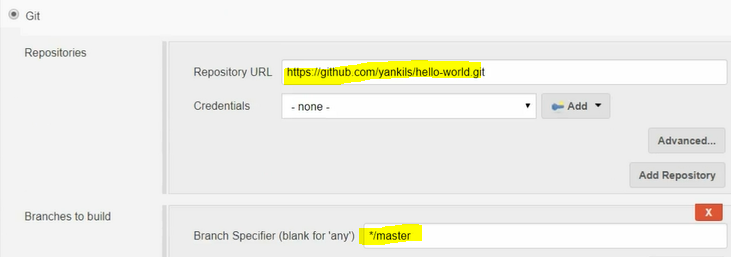 Git
Repositories
Repository URL https://github.com/yankils/hello-world.git
Credentials - none - Add
Advanced...
Add Repository
Branches to build
X
Branch Specifier (blank for 'any') */master